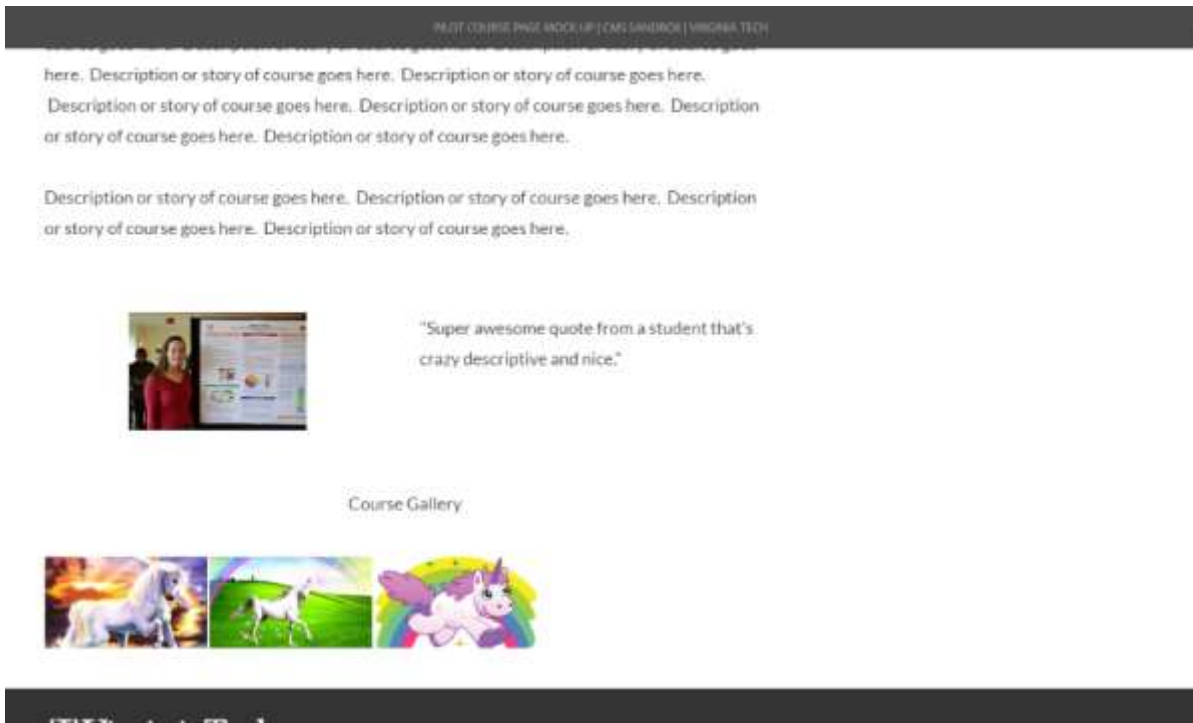 PILOT COURSE PAGE MOCK UP | CMS SANDBOX | VIRGINIA TECH
here. Description or story of course goes here. Description or story of course goes here.
Description or story of course goes here. Description or story of course goes here. Description
or story of course goes here. Description or story of course goes here.
Description or story of course goes here. Description or story of course goes here. Description
or story of course goes here. Description or story of course goes here.
"Super awesome quote from a student that's
crazy descriptive and nice."
Course Gallery